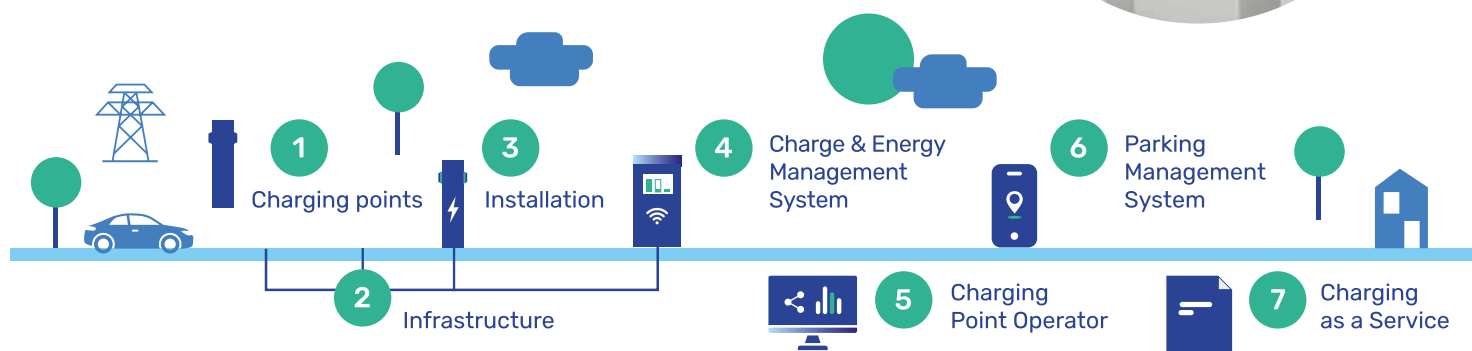 1
Charging points
2
Infrastructure
3
Installation
4
Charge & Energy
Management
System
5
Charging
Point Operator
6
Parking
Management
System
7
Charging
as a Service